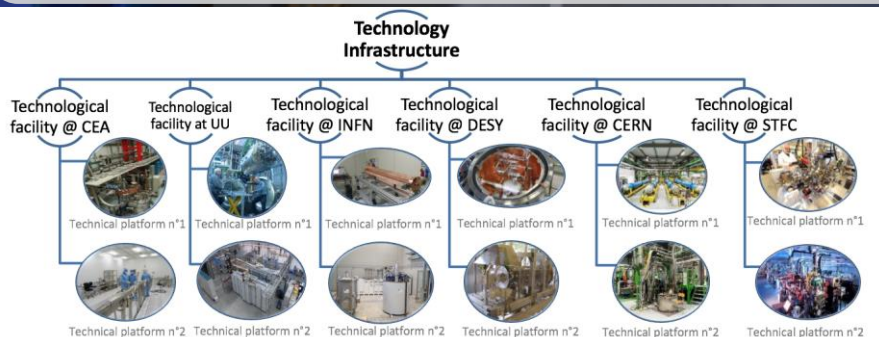 Technology
Infrastructure
Technological
facility @ CEA
Technological
facility at UU
Technological
facility @ INFN
Technological
facility @ DESY
Technological
facility @ CERN
Technological
facility @ STFC
Technical platform n°1
Technical platform n°1
Technical platform n°1
Technical platform n°1
Technical platform n°1
Technical platform n°1
Technical platform n°2
Technical platform n°2
Technical platform n°2
Technical platform n°2
Technical platform n°2
Technical platform n°2